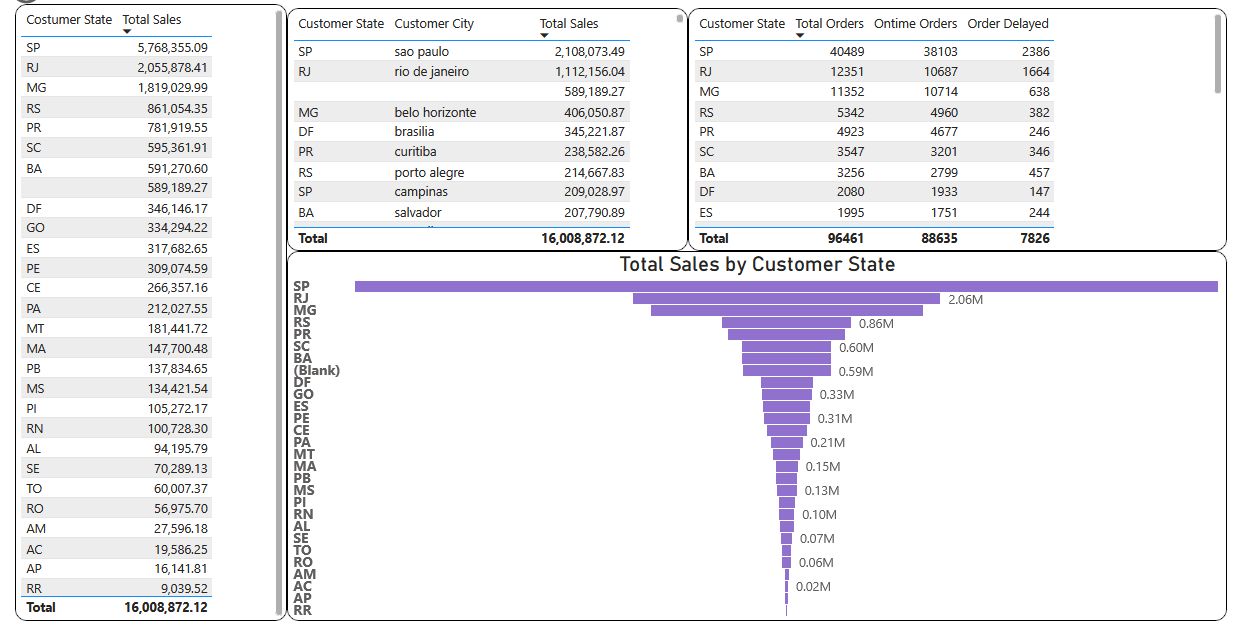 Costumer State Total Sales
SP 5,768,355.09
RJ 2,055,878.41
MG 1,819,029.99
RS 861,054.35
PR 781,919.55
SC 595,361.91
BA 591,270.60
589,189.27
DF 346,146.17
GO 334,294.22
ES 317,682.65
PE 309,074.59
CE 266,357.16
PA 212,027.55
MT 181,441.72
MA 147,700.48
PB 137,834.65
MS 134,421.54
PI 105,272.17
RN 100,728.30
AL 94,195.79
SE 70,289.13
TO 60,007.37
RO 56,975.70
AM 27,596.18
AC 19,586.25
AP 16,141.81
RR 9,039.52
Total 16,008,872.12
Customer State Customer City Total Sales
SP sao paulo 2,108,073.49
RJ rio de janeiro 1,112,156.04
589,189.27
MG belo horizonte 406,050.87
DF brasilia 345,221.87
PR curitiba 238,582.26
RS porto alegre 214,667.83
SP campinas 209,028.97
BA salvador 207,790.89
Total 16,008,872.12
Customer State Total Orders Ontime Orders Order Delayed
SP 40489 38103 2386
RJ 12351 10687 1664
MG 11352 10714 638
RS 5342 4960 382
PR 4923 4677 246
SC 3547 3201 346
BA 3256 2799 457
DF 2080 1933 147
ES 1995 1751 244
Total 96461 88635 7826
Total Sales by Customer State
SP
RJ 2.06M
MG
RS 0.86M
PR
SC 0.60M
BA
(Blank) 0.59M
DF
GO 0.33M
ES
PE 0.31M
CE
PA 0.21M
MT
MA 0.15M
PB
MS 0.13M
PI
RN 0.10M
AL
SE 0.07M
TO
RO 0.06M
AM
AC 0.02M
AP
RR